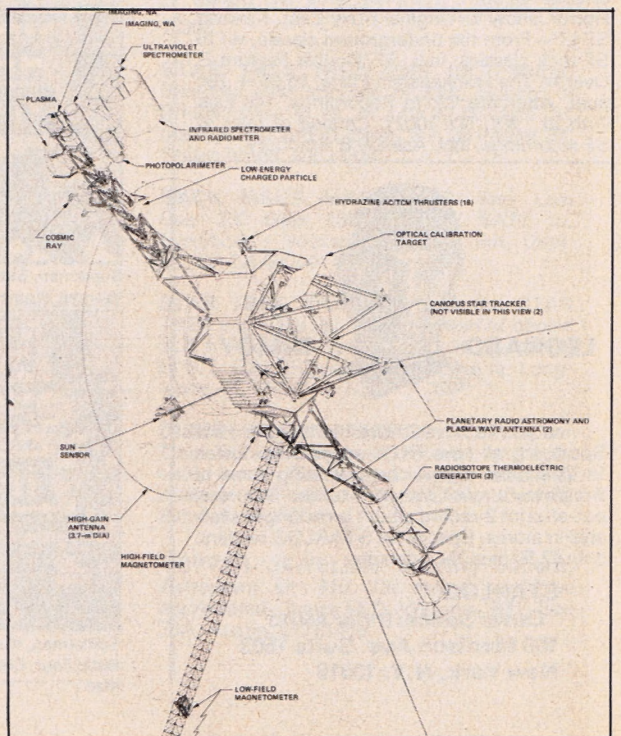 IMAGING, NA
IMAGING, WA
ULTRAVIOLET
SPECTROMETER
PLASMA
INFRARED SPECTROMETER
AND RADIOMETER
PHOTOPOLARIMETER
LOW-ENERGY
CHARGED PARTICLE
HYDRAZINE ACTCM THRUSTERS (16)
COSMIC
RAY
OPTICAL CALIBRATION
TARGET
CANOPUS STAR TRACKER
(NOT VISIBLE IN THIS VIEW (2)
PLANETARY RADIO ASTROMONY AND
PLASMA WAVE ANTENNA (2)
SUN
SENSOR
RADIOISOTOPE THERMOELECTRIC
GENERATOR (3)
HIGH-GAIN
ANTENNA
(3.7-m DIA)
HIGH-FIELD
MAGNETOMETER
LOW-FIELD
MAGNETOMETER